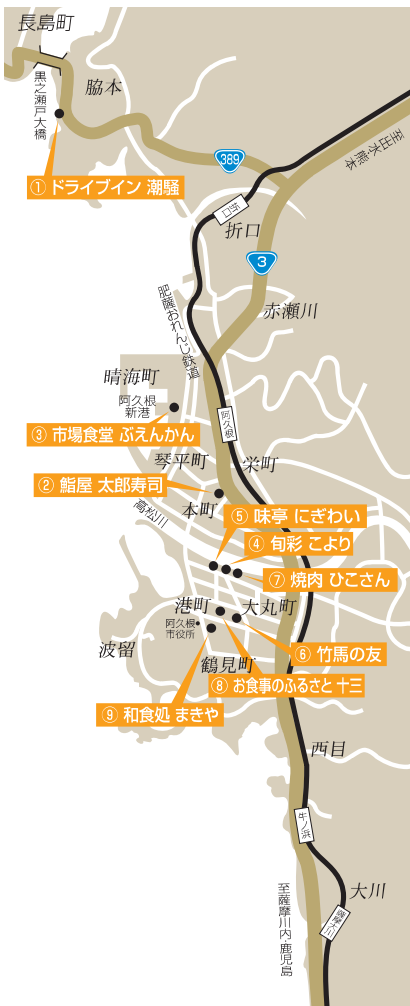 長島町
黒之瀬戸大橋
脇本
389
至出水・熊本
① ドライブイン 潮騒
折口
折口
3
赤瀬川
肥薩おれんじ鉄道
晴海町
阿久根
新港
阿久根
③ 市場食堂 ぶえんかん
琴平町
栄町
② 鮨屋 太郎寿司
本町
高松川
⑤ 味亭 にぎわい
④ 旬彩 こより
⑦ 焼肉 ひこさん
港町
大丸町
阿久根
市役所
波留
⑥ 竹馬の友
鶴見町
⑧ お食事のふるさと 十三
⑨ 和食処 まきや
西目
牛ノ浜
大川
至薩摩川内・鹿児島
薩摩大川